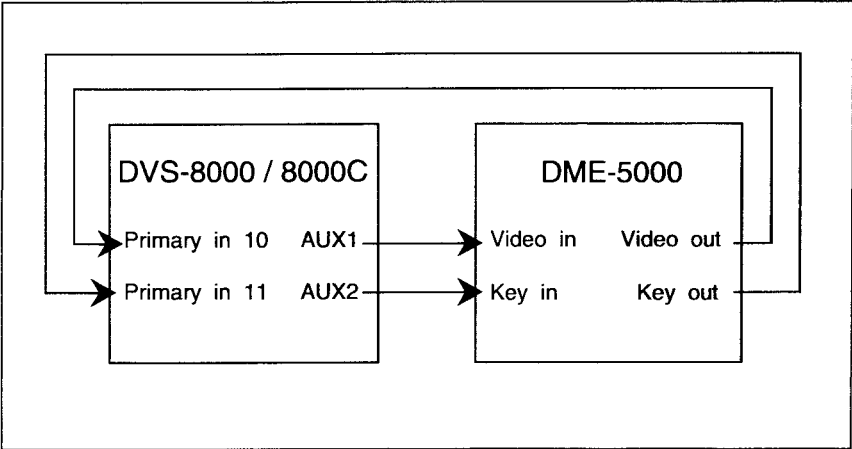 DVS-8000 / 8000C
Primary in 10 AUX1
Primary in 11 AUX2
DME-5000
Video in Video out
Key in Key out